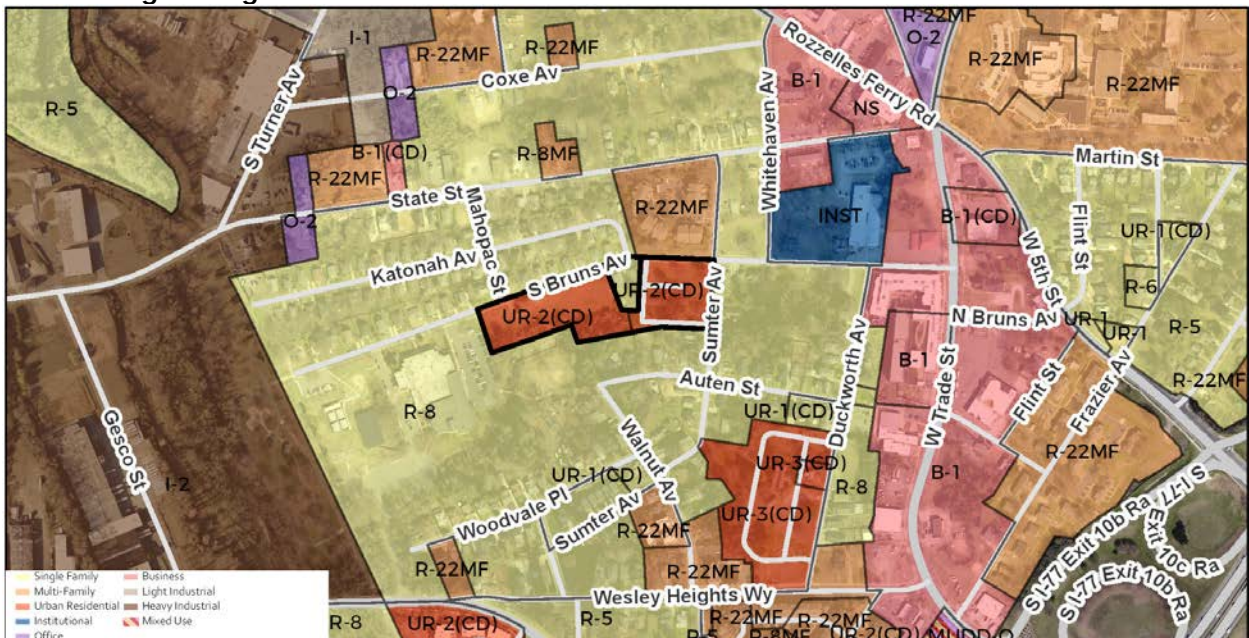 R-22MF
R-22MF
O-2
I-1
R-22MF
R-22MF
Coxe Av
Rozzelles Ferry Rd
R-22MF
R-22MF
R-5
S Turner Av
O-2
Whitehaven Av
B-1
NS
B-1(CD)
R-8MF
Martin St
R-22MF
State St
Mahopac St
R-22MF
INST
B-1(CD)
Flint St
UR-1(CD)
O-2
Katonah Av
S Bruns Av
UR-2(CD)
Sumter Av
W 5th St
R-6
UR-2(CD)
N Bruns Av
UR-1
UR-1
R-5
Gesco St
Auten St
Duckworth Av
B-1
W Trade St
Flint St
Frazier Av
R-22MF
R-8
Walnut Av
UR-1(CD)
R-22MF
UR-1(CD)
UR-3(CD)
R-8
B-1
I-2
Woodvale Pl
Sumter Av
R-22MF
UR-3(CD)
S I-77 Exit 10b Ra
S I-77 Exit 10c Ra
R-22MF
R-22MF
S I-77 Exit 10b Ra
Wesley Heights Wy
R-8
UR-2(CD)
R-5
R-22MF
R-22MF
R-5
R-8MF
UR-2(CD)
MUDD-O
Single Family
Business
Multi-Family
Light Industrial
Urban Residential
Heavy Industrial
Institutional
Mixed Use
Office